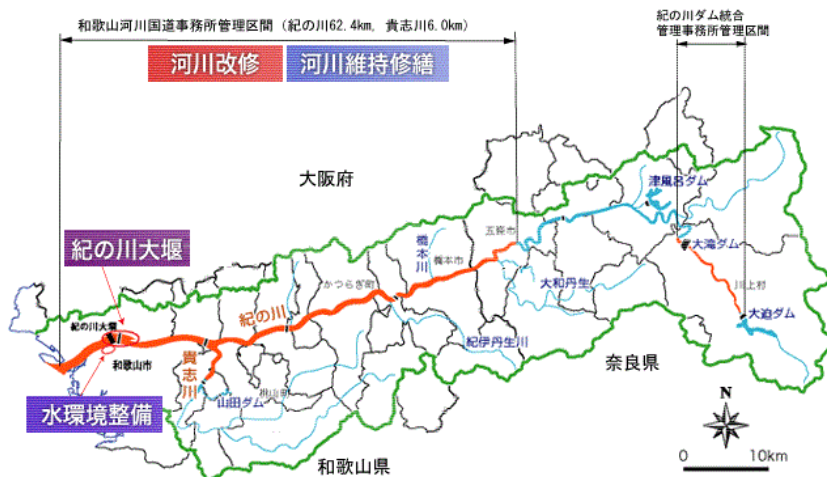 和歌山河川国道事務所管理区間（紀の川62.4km，貴志川6.0km）
紀の川ダム統合
管理事務所管理区間
河川改修
河川維持修繕
大阪府
津風呂ダム
紀の川大堰
橋本川
五條市
大滝ダム
橋本市
かつらぎ町
大和丹生
川上村
紀の川大堰
紀の川
大迫ダム
紀伊丹生川
和歌山市
貴志川
奈良県
山田ダム
水環境整備
和歌山県
N
0
10km